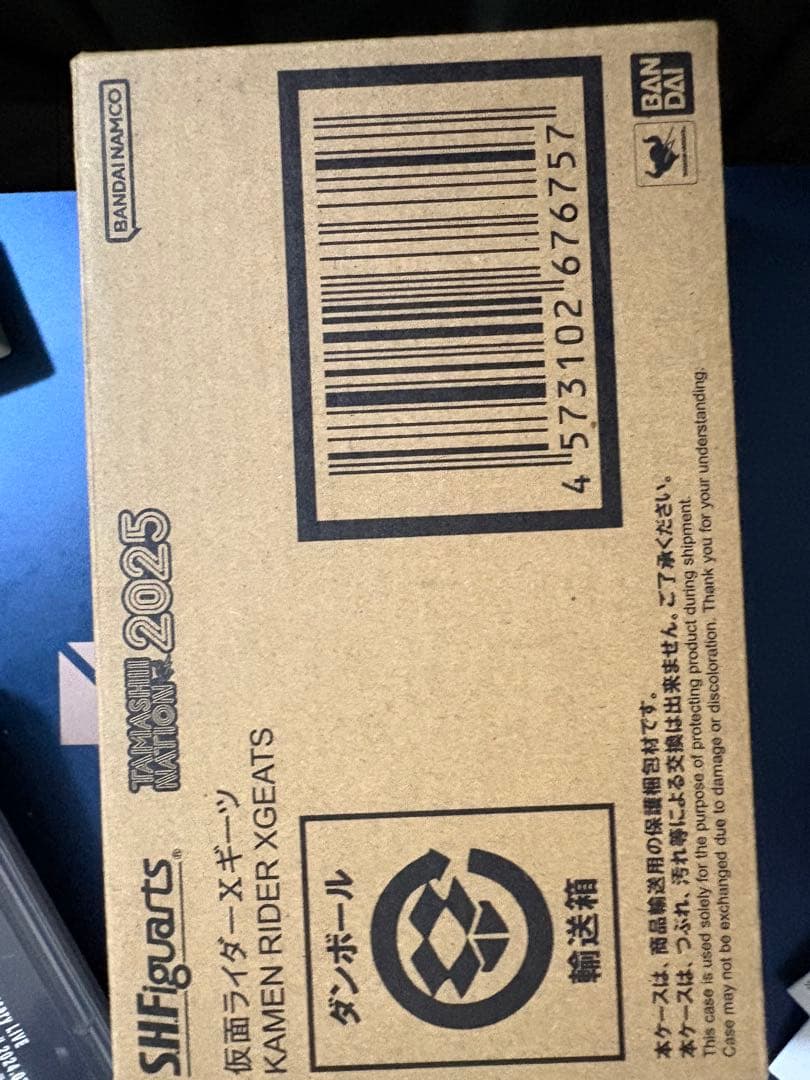 S.H.Figuarts®
TAMASHII
NATION
2025
BANDAI NAMCO
仮面ライダーXギーツ
KAMEN RIDER XGEATS
ダンボール
輸送箱
4 573102 676757
BAN
DAI
本ケースは、商品輸送用の保護梱包材です。
本ケースは、つぶれ、汚れ等による交換は出来ません。ご了承ください。
This case is used solely for the purpose of protecting product during shipment.
Case may not be exchanged due to damage or discoloration. Thank you for your understanding.